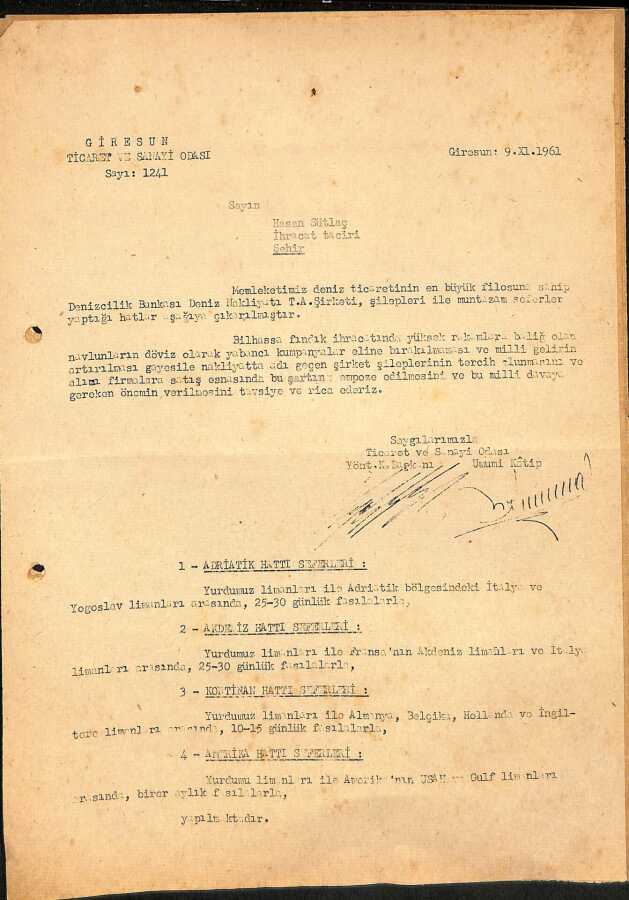 G İ R E S U N
TİCARET VE SANAYİ ODASI
Sayı: 1241
Giresun: 9.XI.1961
Sayın
Hasan Sütlaç
İhracat taciri
Şehir
Memleketimiz deniz ticaretinin en büyük filosuna sahip
Denizcilik Bankası Deniz Nakliyatı T.A.Şirketi, şilepleri ile muntazam seferler
yaptığı hatlar aşağıya çıkarılmıştır.
Bilhassa fındık ihracatında yüksek rakamlara baliğ olan
navlunların döviz olarak yabancı kumpanyalar eline bırakılmaması ve milli gelirin
artırılması gayesile nakliyatta adı geçen şirket şileplerinin tercih olunmasını ve
alıcı firmalara satış esnasında bu şartın empoze edilmesini ve bu milli davaya
gereken önemin verilmesini tavsiye ve rica ederiz.
Saygılarımızla
Ticaret ve Sanayi Odası
Yönt.K.Başkanı Umumi Kâtip
1 - ADRİATİK HATTI SEFERLERİ :
Yurdumuz limanları ile Adriatik bölgesindeki İtalya ve
Yogoslav limanları arasında, 25-30 günlük fasılalarla,
2 - AKDENİZ HATTI SEFERLERİ :
Yurdumuz limanları ile Fransa'nın Akdeniz limanları ve İtalya
limanları arasında, 25-30 günlük fasılalarla,
3 - KONTİNAN HATTI SEFERLERİ :
Yurdumuz limanları ile Almanya, Belçika, Hollanda ve İngil-
tere limanları arasında, 10-15 günlük fasılalarla,
4 - AMERİKA HATTI SEFERLERİ :
Yurdumu limanları ile Amerika'nın USAH ve Gulf limanları
arasında, birer aylık fasılalarla,
yapılmaktadır.